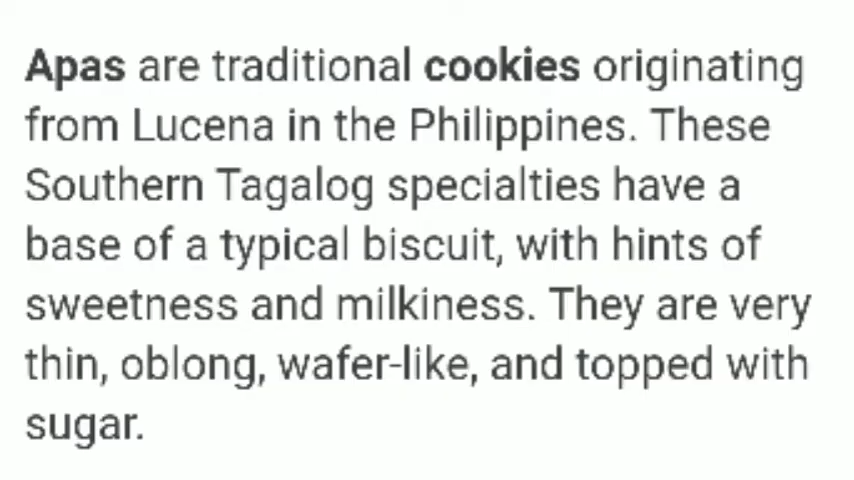 Apas are traditional cookies originating
from Lucena in the Philippines. These
Southern Tagalog specialties have a
base of a typical biscuit, with hints of
sweetness and milkiness. They are very
thin, oblong, wafer-like, and topped with
sugar.